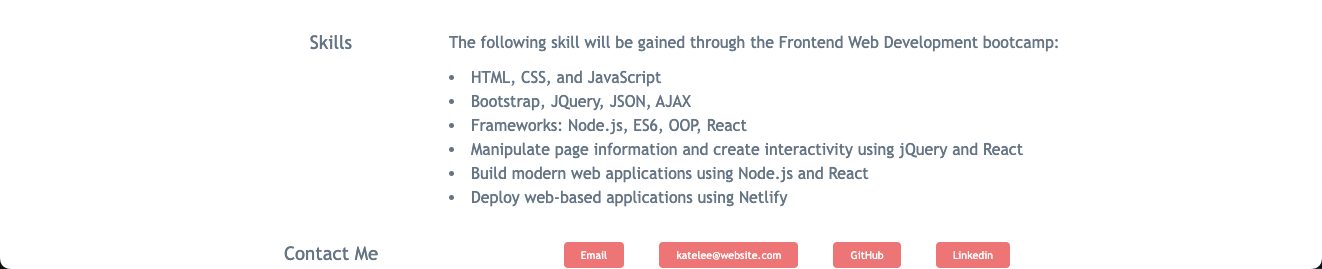 Skills
The following skill will be gained through the Frontend Web Development bootcamp:
• HTML, CSS, and JavaScript
• Bootstrap, JQuery, JSON, AJAX
• Frameworks: Node.js, ES6, OOP, React
• Manipulate page information and create interactivity using jQuery and React
• Build modern web applications using Node.js and React
• Deploy web-based applications using Netlify
Contact Me
Email
katelee@website.com
GitHub
Linkedin